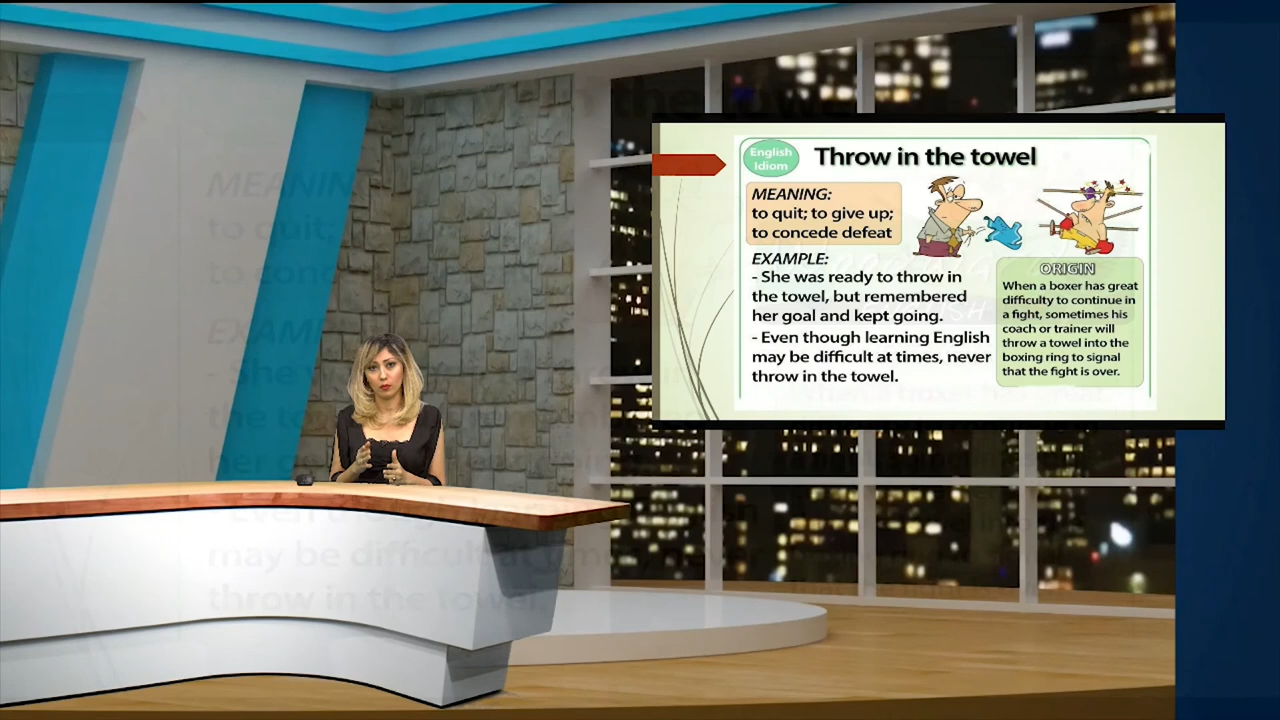 English
Idiom
Throw in the towel
MEANING:
to quit; to give up;
to concede defeat
EXAMPLE:
- She was ready to throw in
the towel, but remembered
her goal and kept going.
- Even though learning English
may be difficult at times, never
throw in the towel.
ORIGIN
When a boxer has great
difficulty to continue in
a fight, sometimes his
coach or trainer will
throw a towel into the
boxing ring to signal
that the fight is over.